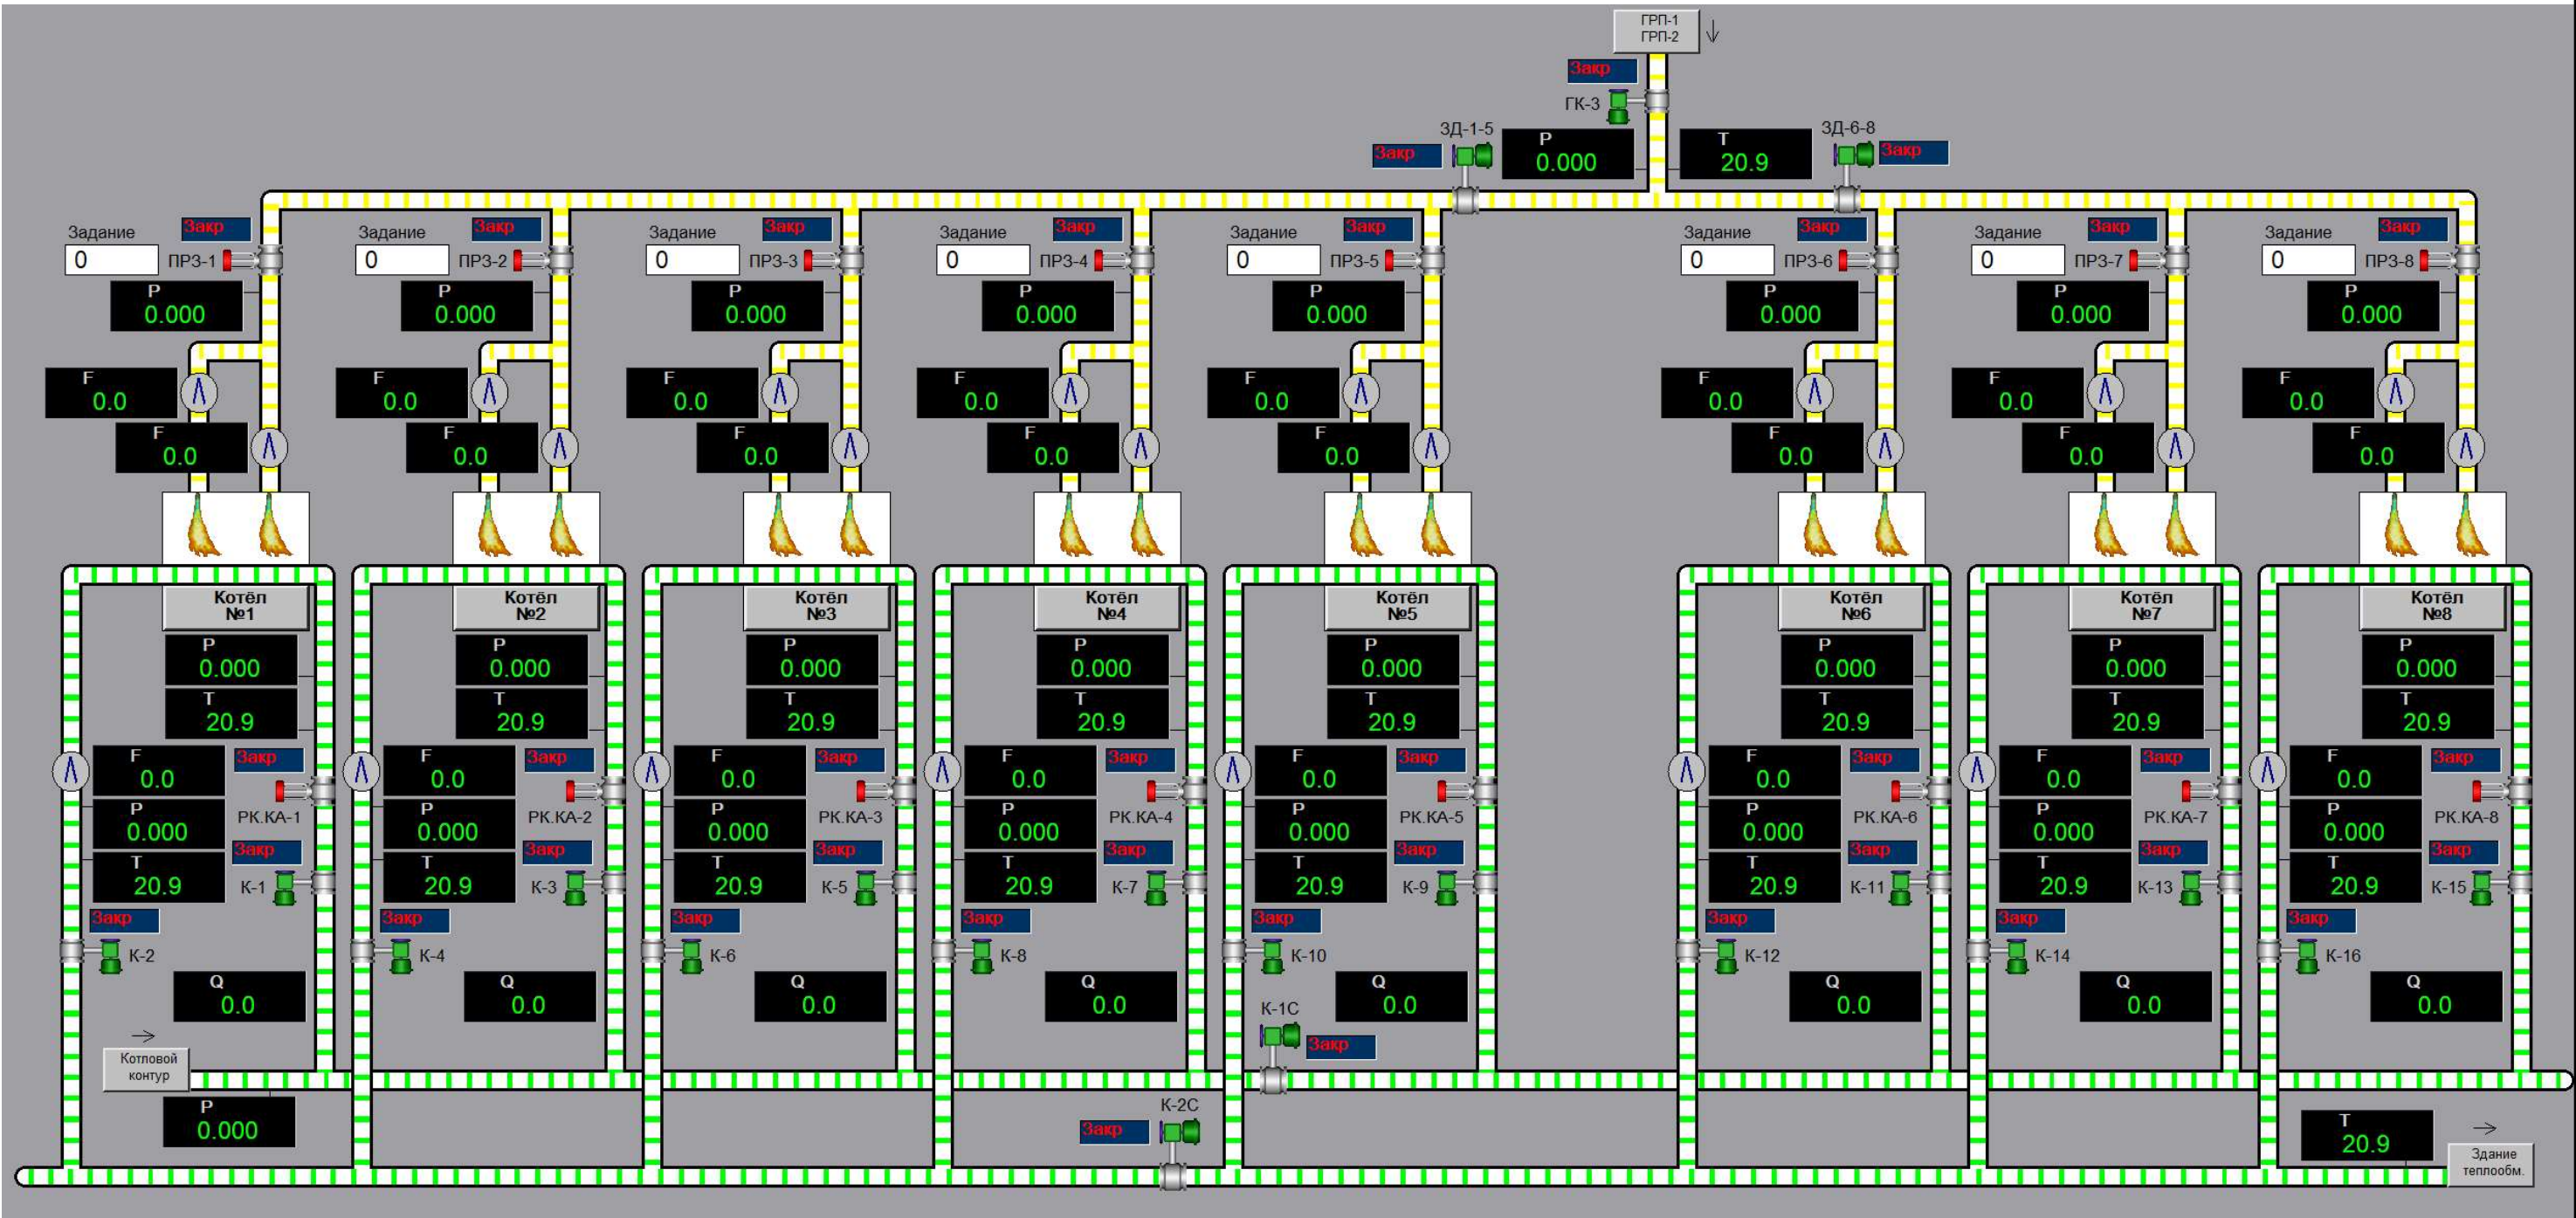 ГРП-1
ГРП-2
Закр
ГК-3
ЗД-1-5
Закр
P
0.000
T
20.9
ЗД-6-8
Закр
Задание
0
Закр
ПРЗ-1
P
0.000
F
0.0
F
0.0
Задание
0
Закр
ПРЗ-2
P
0.000
F
0.0
F
0.0
Задание
0
Закр
ПРЗ-3
P
0.000
F
0.0
F
0.0
Задание
0
Закр
ПРЗ-4
P
0.000
F
0.0
F
0.0
Задание
0
Закр
ПРЗ-5
P
0.000
F
0.0
F
0.0
Задание
0
Закр
ПРЗ-6
P
0.000
F
0.0
F
0.0
Задание
0
Закр
ПРЗ-7
P
0.000
F
0.0
F
0.0
Задание
0
Закр
ПРЗ-8
P
0.000
F
0.0
F
0.0
Котёл
№1
P
0.000
T
20.9
F
0.0
Закр
P
0.000
РК.КА-1
T
20.9
Закр
К-1
Закр
К-2
Q
0.0
Котёл
№2
P
0.000
T
20.9
F
0.0
Закр
P
0.000
РК.КА-2
T
20.9
Закр
К-3
Закр
К-4
Q
0.0
Котёл
№3
P
0.000
T
20.9
F
0.0
Закр
P
0.000
РК.КА-3
T
20.9
Закр
К-5
Закр
К-6
Q
0.0
Котёл
№4
P
0.000
T
20.9
F
0.0
Закр
P
0.000
РК.КА-4
T
20.9
Закр
К-7
Закр
К-8
Q
0.0
Котёл
№5
P
0.000
T
20.9
F
0.0
Закр
P
0.000
РК.КА-5
T
20.9
Закр
К-9
Закр
К-10
Q
0.0
Котёл
№6
P
0.000
T
20.9
F
0.0
Закр
P
0.000
РК.КА-6
T
20.9
Закр
К-11
Закр
К-12
Q
0.0
Котёл
№7
P
0.000
T
20.9
F
0.0
Закр
P
0.000
РК.КА-7
T
20.9
Закр
К-13
Закр
К-14
Q
0.0
Котёл
№8
P
0.000
T
20.9
F
0.0
Закр
P
0.000
РК.КА-8
T
20.9
Закр
К-15
Закр
К-16
Q
0.0
К-1С
Закр
Котловой
контур
P
0.000
К-2С
Закр
T
20.9
Здание
теплообм.